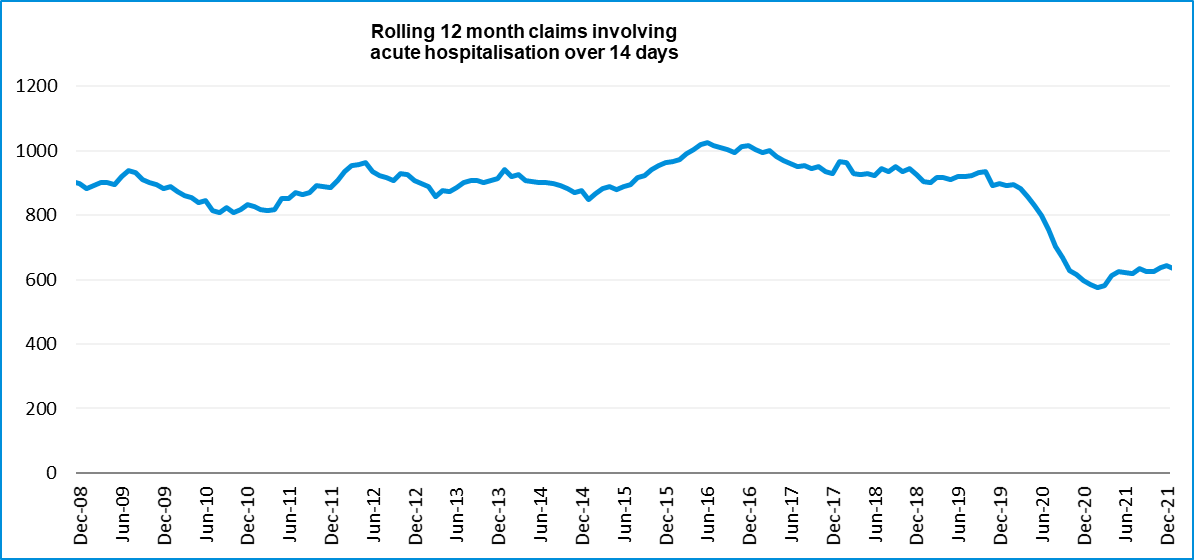 Rolling 12 month claims involving
acute hospitalisation over 14 days
1200
1000
800
600
400
200
0
Dec-08
Jun-09
Dec-09
Jun-10
Dec-10
Jun-11
Dec-11
Jun-12
Dec-12
Jun-13
Dec-13
Jun-14
Dec-14
Jun-15
Dec-15
Jun-16
Dec-16
Jun-17
Dec-17
Jun-18
Dec-18
Jun-19
Dec-19
Jun-20
Dec-20
Jun-21
Dec-21